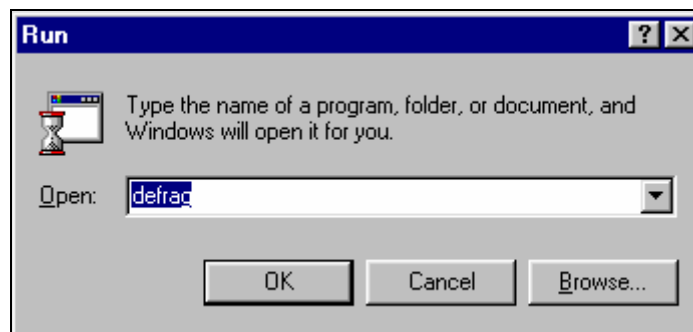 Run
Type the name of a program, folder, or document, and
Windows will open it for you.
Open: defrag
OK Cancel Browse...